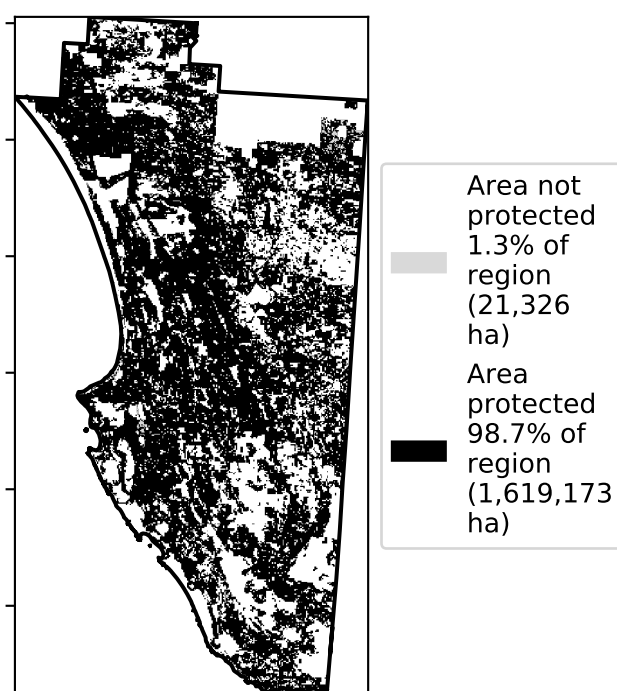 Area not
protected
1.3% of
region
(21,326
ha)
Area
protected
98.7% of
region
(1,619,173
ha)